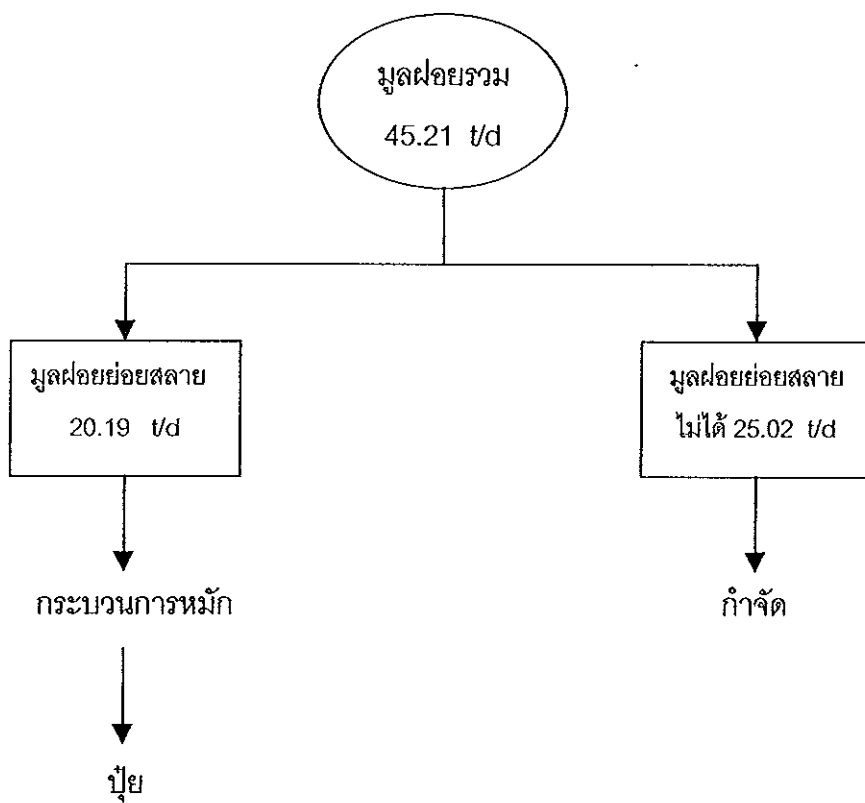 มูลฝอยรวม
45.21 t/d
มูลฝอยย่อยสลาย
20.19 t/d
มูลฝอยย่อยสลาย
ไม่ได้ 25.02 t/d
กระบวนการหมัก
กำจัด
ปุ๋ย